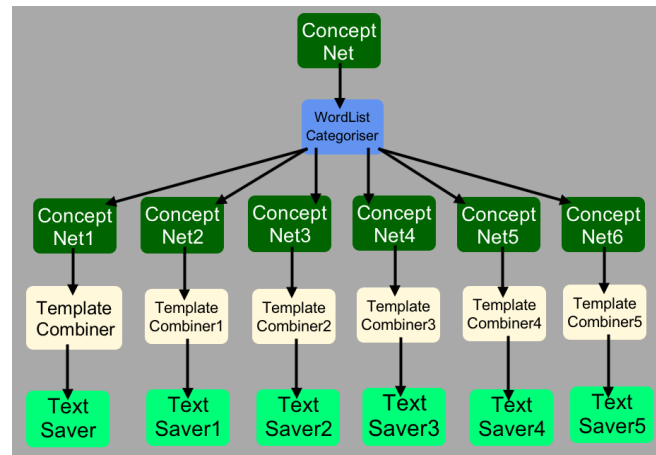 Concept
Net
WordList
Categoriser
Concept
Net1
Concept
Net2
Concept
Net3
Concept
Net4
Concept
Net5
Concept
Net6
Template
Combiner
Template
Combiner1
Template
Combiner2
Template
Combiner3
Template
Combiner4
Template
Combiner5
Text
Saver
Text
Saver1
Text
Saver2
Text
Saver3
Text
Saver4
Text
Saver5